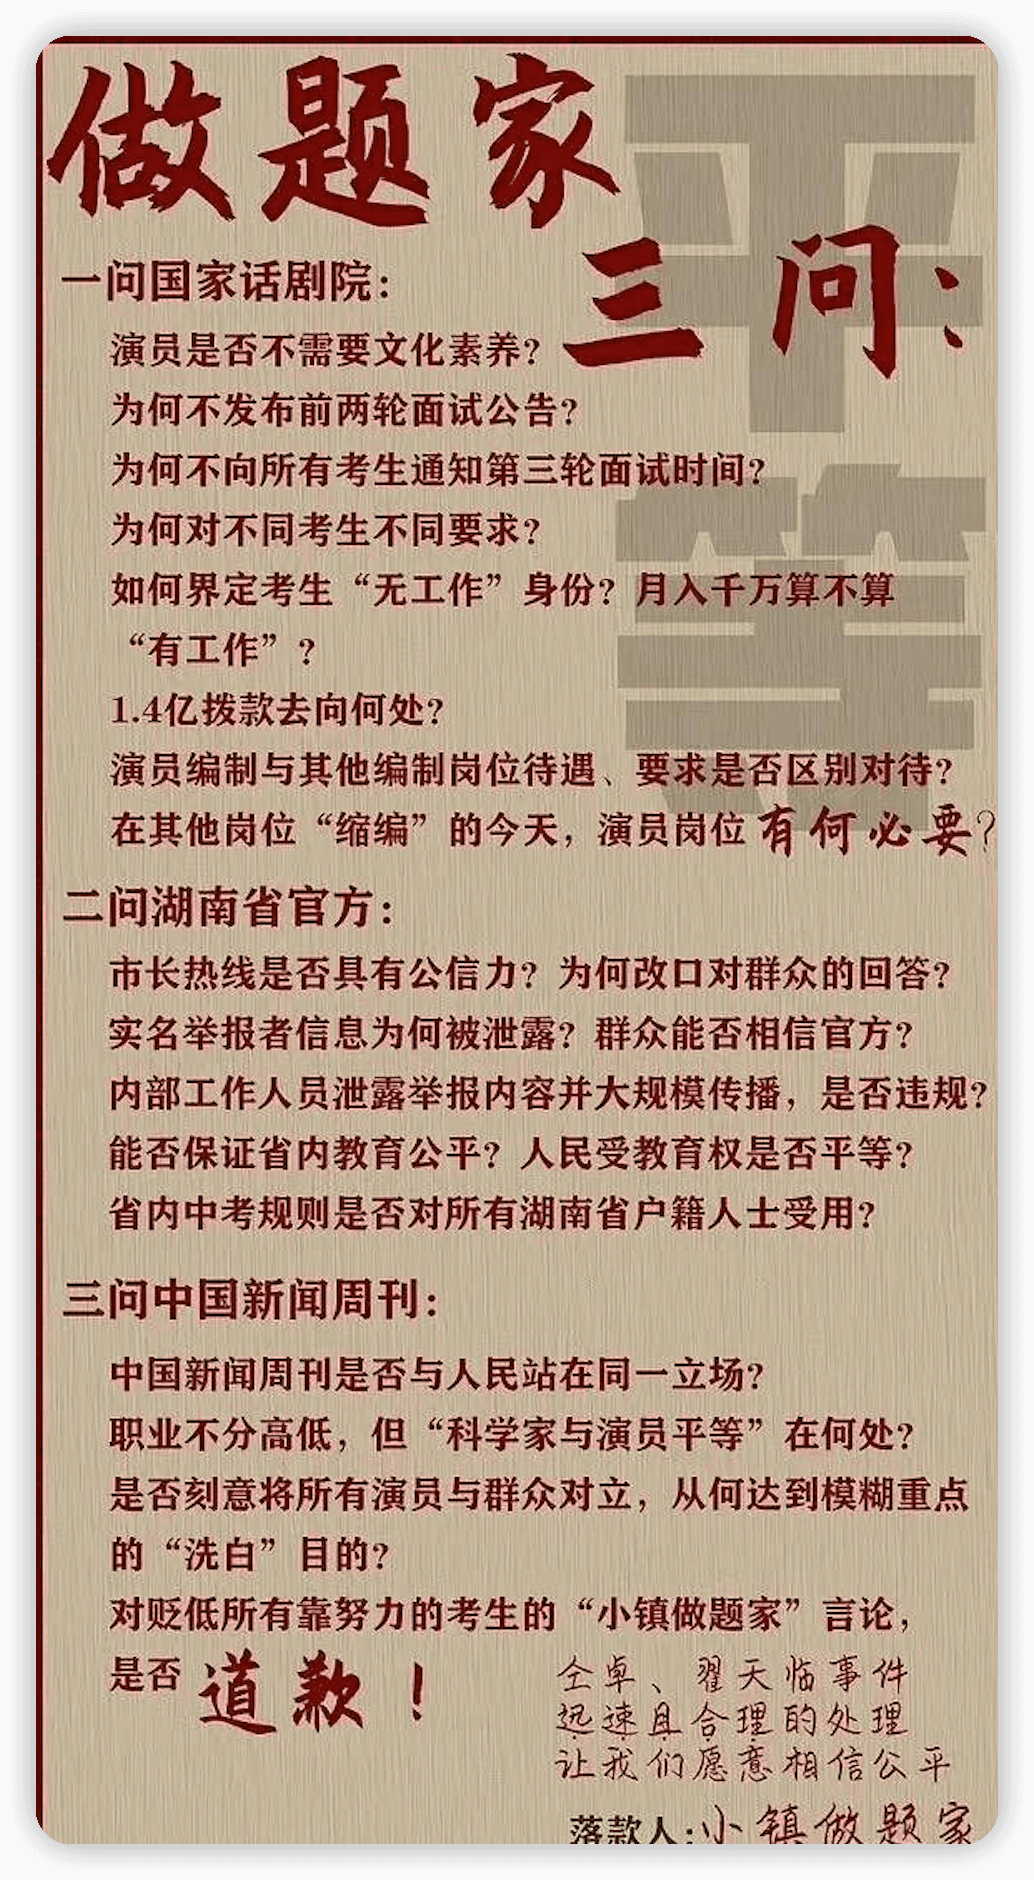 做题家
三问：
平等
一问国家话剧院：
演员是否不需要文化素养？
为何不发布前两轮面试公告？
为何不向所有考生通知第三轮面试时间？
为何对不同考生不同要求？
如何界定考生“无工作”身份？月入千万算不算
“有工作”？
1.4亿拨款去向何处？
演员编制与其他编制岗位待遇、要求是否区别对待？
在其他岗位“缩编”的今天，演员岗位有何必要？
二问湖南省官方：
市长热线是否具有公信力？为何改口对群众的回答？
实名举报者信息为何被泄露？群众能否相信官方？
内部工作人员泄露举报内容并大规模传播，是否违规？
能否保证省内教育公平？人民受教育权是否平等？
省内中考规则是否对所有湖南省户籍人士受用？
三问中国新闻周刊：
中国新闻周刊是否与人民站在同一立场？
职业不分高低，但“科学家与演员平等”在何处？
是否刻意将所有演员与群众对立，从何达到模糊重点
的“洗白”目的？
对贬低所有靠努力的考生的“小镇做题家”言论，
是否道歉！
仝卓、翟天临事件
迅速且合理的处理
让我们愿意相信公平
落款人：小镇做题家